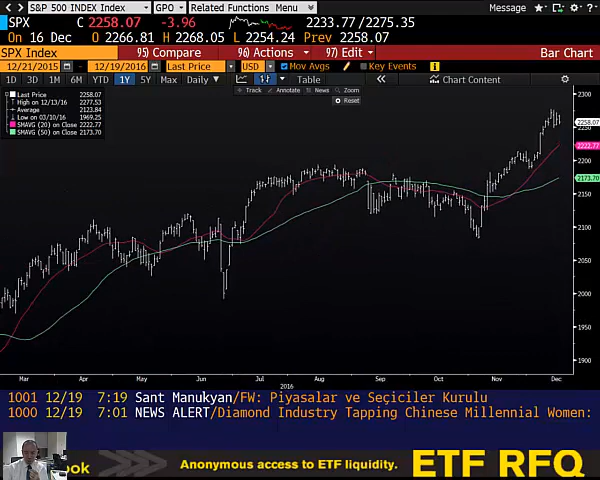 S&P 500 INDEX Index GPO Related Functions Menu Message
SPX C 2258.07 -3.96 2233.77/2275.35
On 16 Dec O 2266.81 H 2268.05 L 2254.24 Prev 2258.07
SPX Index 95) Compare 96) Actions 97) Edit Bar Chart
12/21/2015 - 12/19/2016 Last Price USD Mov Avgs Key Events
1D 3D 1M 6M YTD 1Y 5Y Max Daily Table Chart Content
Track Annotate News Zoom
Reset
Last Price 2258.07
High on 12/13/16 2277.53
Average 2123.84
Low on 03/10/16 1969.25
SMAVG (20) on Close 2222.77
SMAVG (50) on Close 2173.70
2300
2258.07
2250
2222.77
2200
2173.70
2150
2100
2050
2000
1950
1900
Mar Apr May Jun Jul Aug Sep Oct Nov Dec
2016
1001 12/19 7:19 Sant Manukyan/FW: Piyasalar ve Seçiciler Kurulu
1000 12/19 7:01 NEWS ALERT/Diamond Industry Tapping Chinese Millennial Women:
ook Anonymous access to ETF liquidity. ETF RFQ